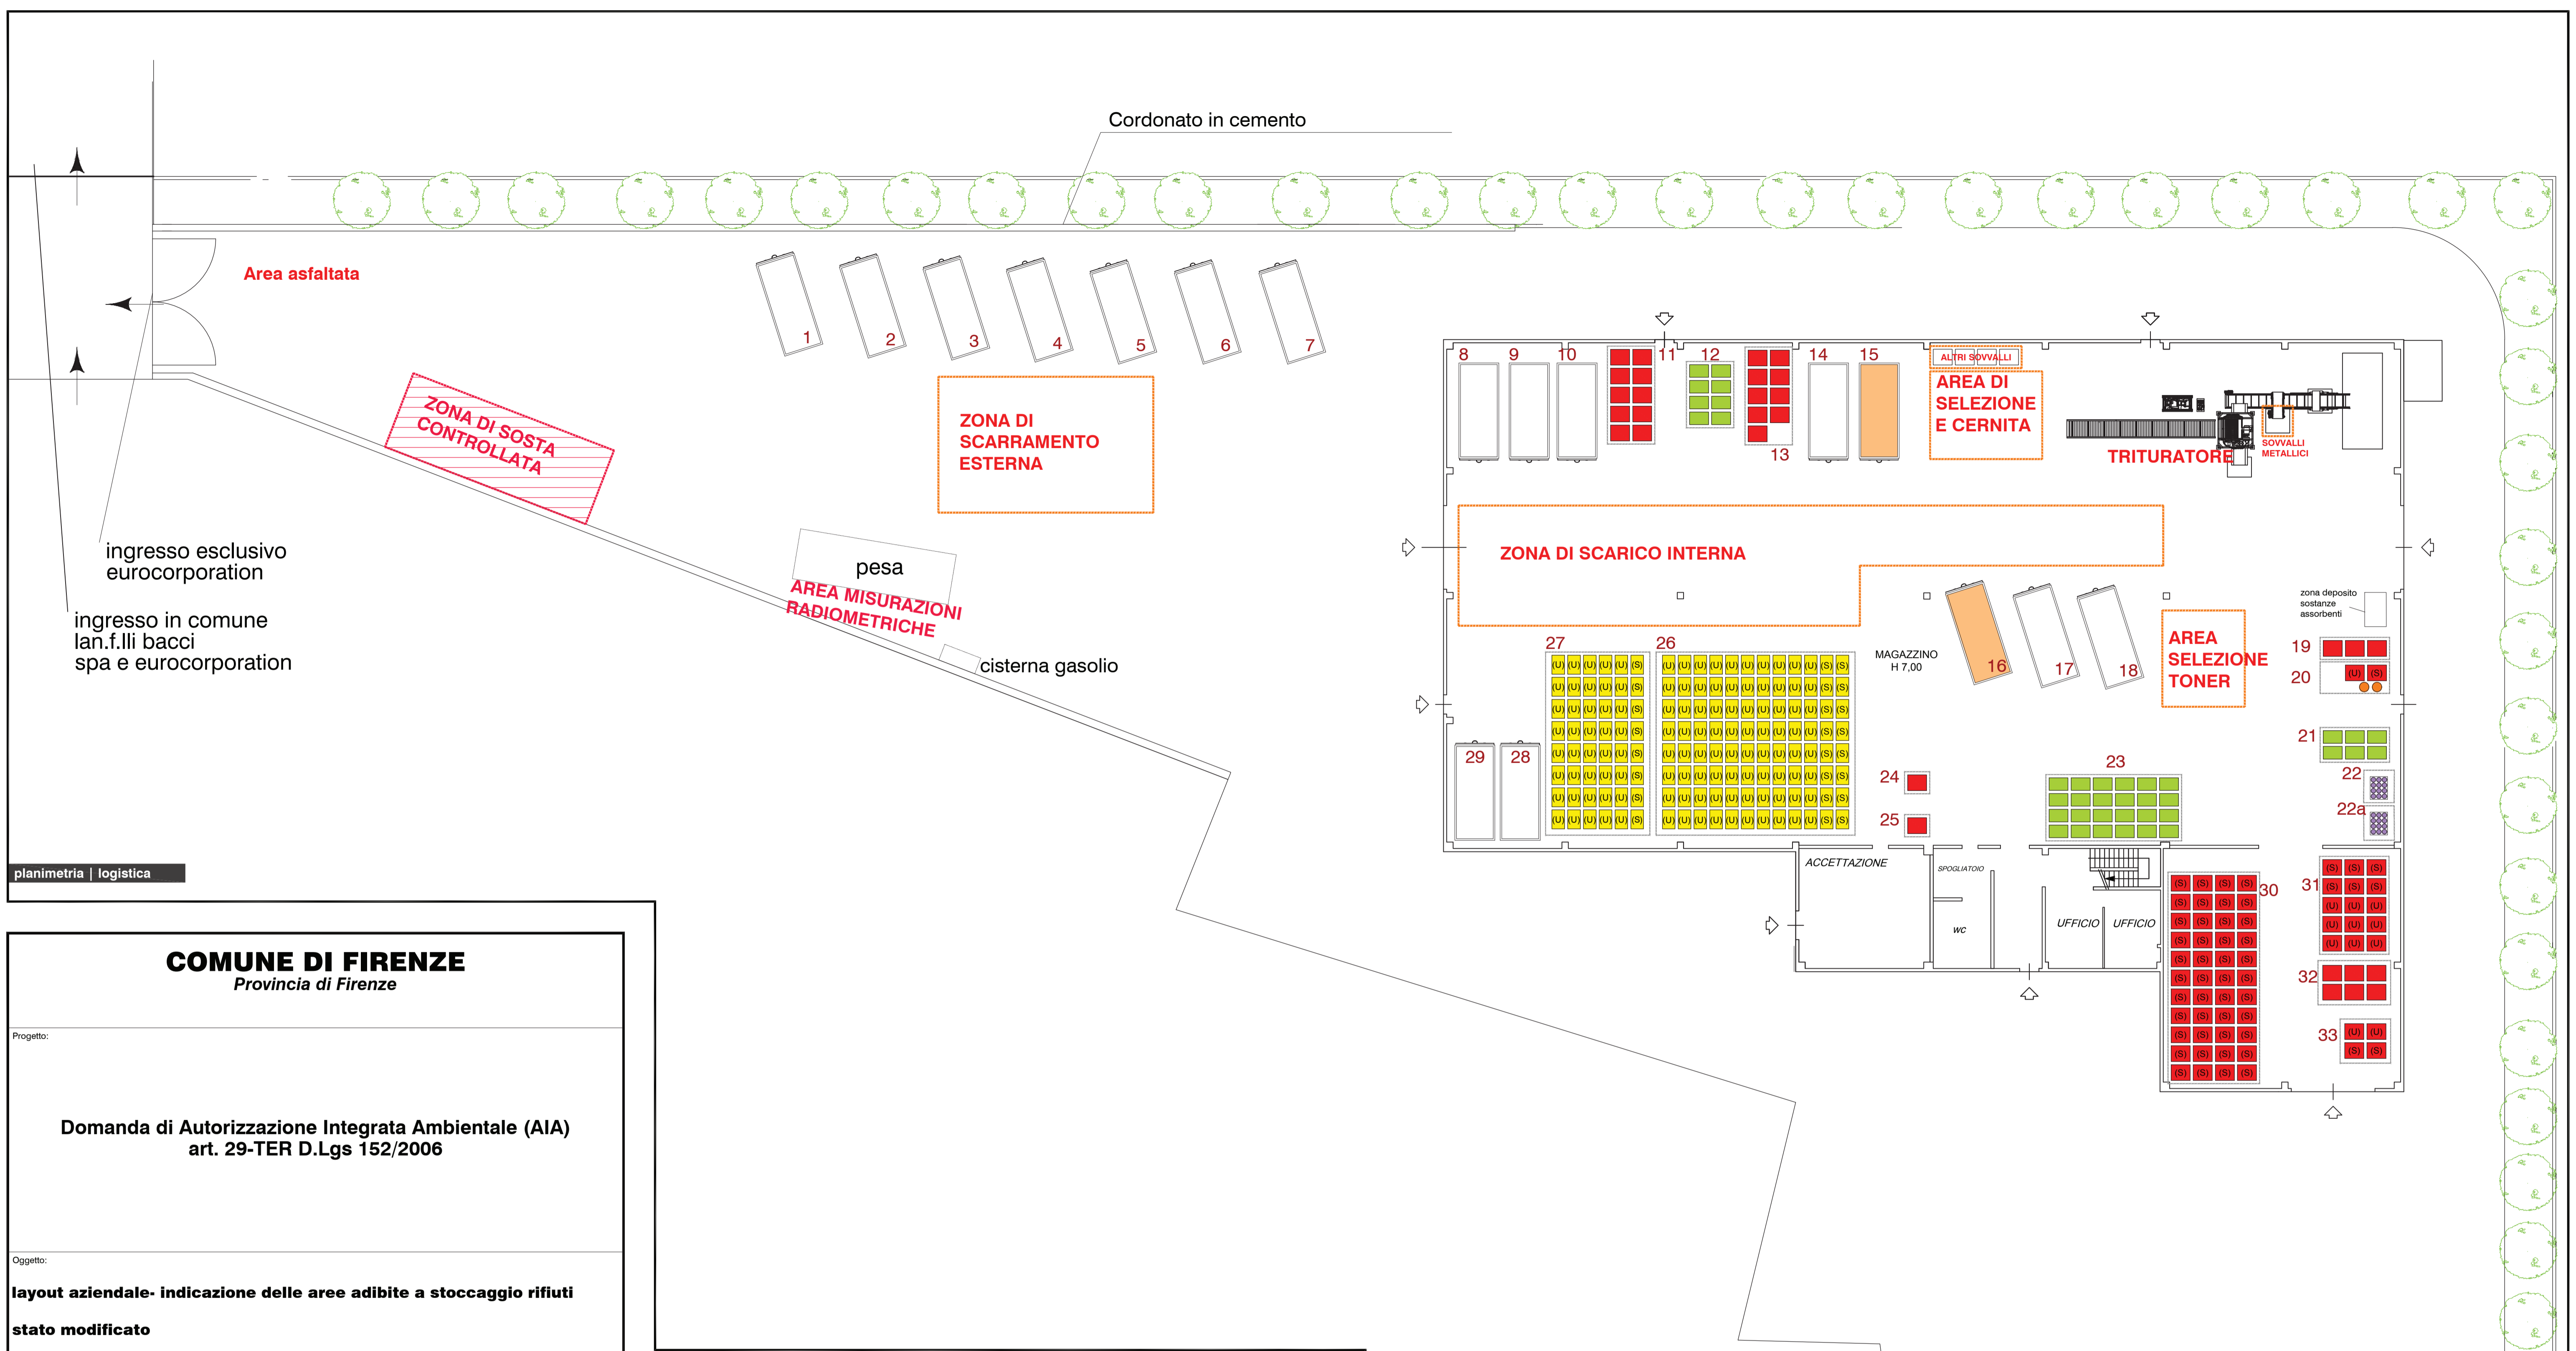 Cordonato in cemento
Area asfaltata
1
2
3
4
5
6
7
ZONA DI SOSTA
CONTROLLATA
ZONA DI
SCARRAMENTO
ESTERNA
ingresso esclusivo
eurocorporation
ingresso in comune
lan.f.lli bacci
spa e eurocorporation
pesa
AREA MISURAZIONI
RADIOMETRICHE
cisterna gasolio
8
9
10
11
12
13
14
15
ALTRI SOVVALLI
AREA DI
SELEZIONE
E CERNITA
TRITURATORE
SOVVALLI
METALLICI
ZONA DI SCARICO INTERNA
zona deposito
sostanze
assorbenti
MAGAZZINO
H 7,00
16
17
18
AREA
SELEZIONE
TONER
19
20
(U) (S)
21
22
22a
23
24
25
27
(U) (U) (U) (U) (U) (S)
(U) (U) (U) (U) (U) (S)
(U) (U) (U) (U) (U) (S)
(U) (U) (U) (U) (U) (S)
(U) (U) (U) (U) (U) (S)
(U) (U) (U) (U) (U) (S)
(U) (U) (U) (U) (U) (S)
(U) (U) (U) (U) (U) (S)
26
(U) (U) (U) (U) (U) (U) (U) (U) (U) (U) (S) (S)
(U) (U) (U) (U) (U) (U) (U) (U) (U) (U) (S) (S)
(U) (U) (U) (U) (U) (U) (U) (U) (U) (U) (S) (S)
(U) (U) (U) (U) (U) (U) (U) (U) (U) (U) (S) (S)
(U) (U) (U) (U) (U) (U) (U) (U) (U) (U) (S) (S)
(U) (U) (U) (U) (U) (U) (U) (U) (U) (U) (S) (S)
(U) (U) (U) (U) (U) (U) (U) (U) (U) (U) (S) (S)
(U) (U) (U) (U) (U) (U) (U) (U) (U) (U) (S) (S)
29
28
ACCETTAZIONE
SPOGLIATOIO
wc
UFFICIO
UFFICIO
30
(S) (S) (S) (S)
(S) (S) (S) (S)
(S) (S) (S) (S)
(S) (S) (S) (S)
(S) (S) (S) (S)
(S) (S) (S) (S)
(S) (S) (S) (S)
(S) (S) (S) (S)
(S) (S) (S) (S)
(S) (S) (S) (S)
(S) (S) (S) (S)
31
(S) (S) (S)
(S) (S) (S)
(U) (U) (U)
(U) (U) (U)
(U) (U) (U)
32
33
(U) (U)
(S) (S)
planimetria | logistica
COMUNE DI FIRENZE
Provincia di Firenze
Progetto:
Domanda di Autorizzazione Integrata Ambientale (AIA)
art. 29-TER D.Lgs 152/2006
Oggetto:
layout aziendale- indicazione delle aree adibite a stoccaggio rifiuti
stato modificato